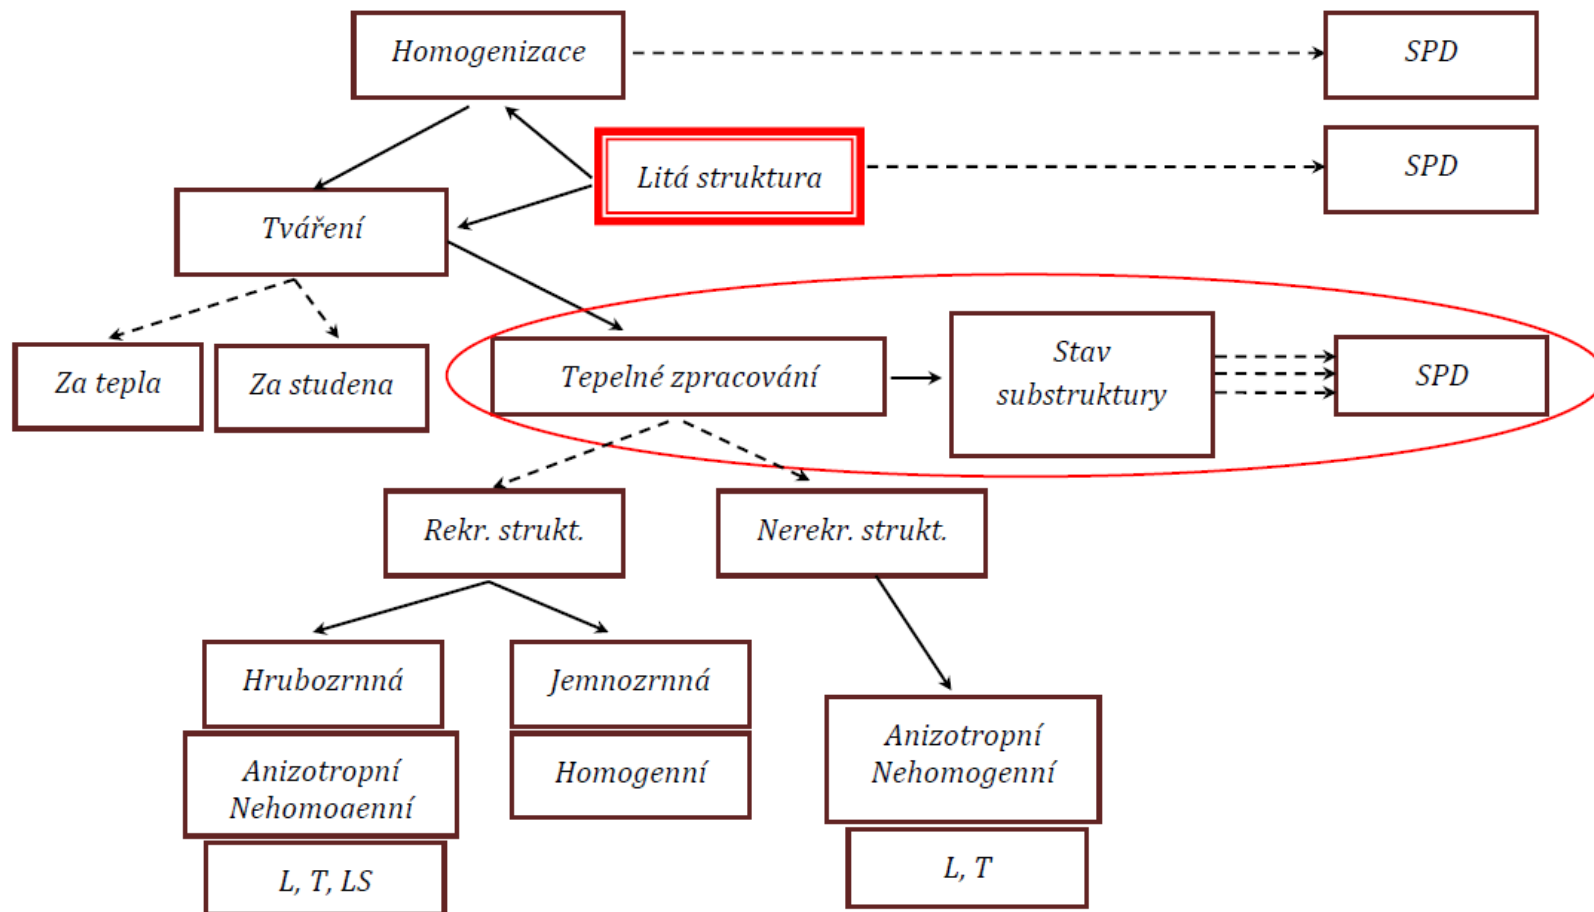 Homogenizace
SPD
Litá struktura
SPD
Tváření
Za tepla
Za studena
Tepelné zpracování
Stav
substruktury
SPD
Rekr. strukt.
Nerekr. strukt.
Hrubozrnná
Jemnozrnná
Anizotropní
Nehomogenní
Anizotropní
Nehomoaenní
Homogenní
L, T, LS
L, T